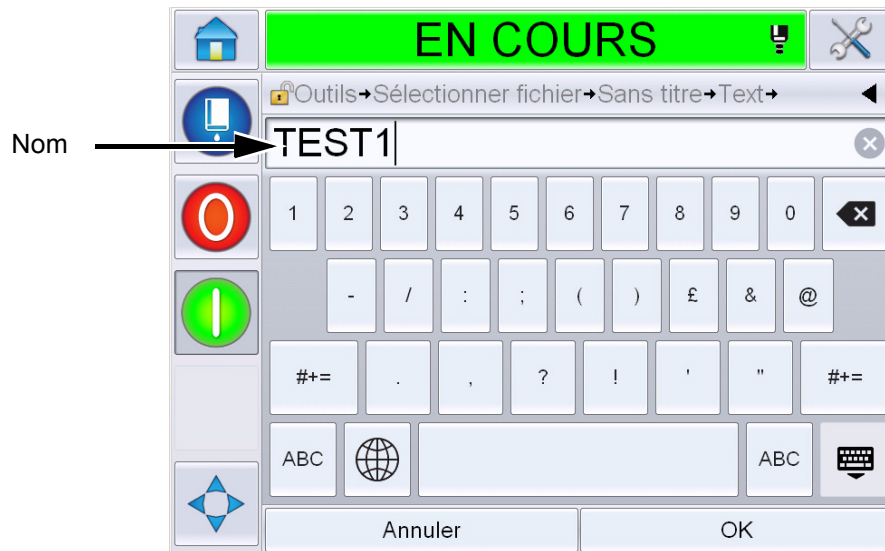 EN COURS
Outils→Sélectionner fichier→Sans titre→Text→
Nom
TEST1
1 2 3 4 5 6 7 8 9 0
- / : ; ( ) £ & @
#+= . , ? ! ' " #+=
ABC ABC
Annuler OK